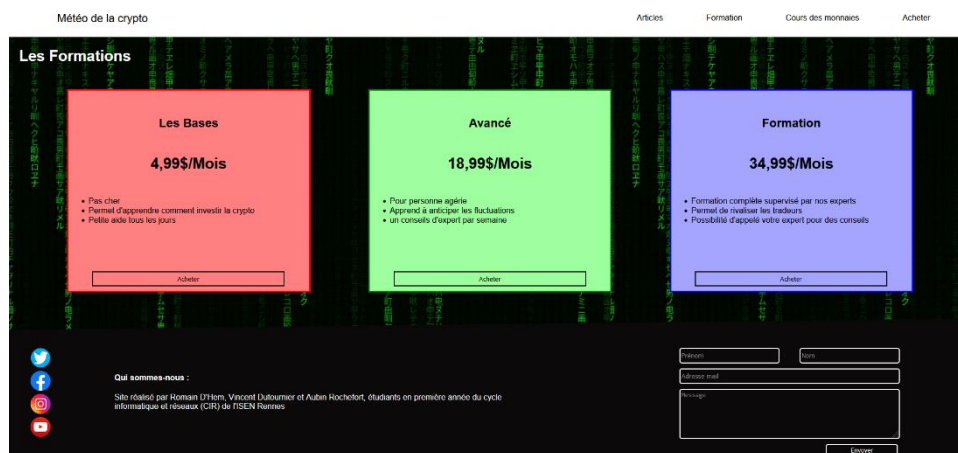 Météo de la crypto
Articles Formation Cours des monnaies Acheter
Les Formations
Les Bases
4,99$/Mois
Pas cher
Permet d'apprendre comment investir la crypto
Petite aide tous les jours
Acheter
Avancé
18,99$/Mois
Pour personne agérie
Apprend à anticiper les fluctuations
un conseils d'expert par semaine
Acheter
Formation
34,99$/Mois
Formation complète supervisé par nos experts
Permet de rivaliser les tradeurs
Possibilité d'appelé votre expert pour des conseils
Acheter
Qui sommes-nous :
Site réalisé par Romain D'Hem, Vincent Dutournier et Aubin Rochefort, étudiants en première année du cycle
informatique et réseaux (CIR) de l'ISEN Rennes
Prénom Nom
Adresse mail
Message
Envoyer